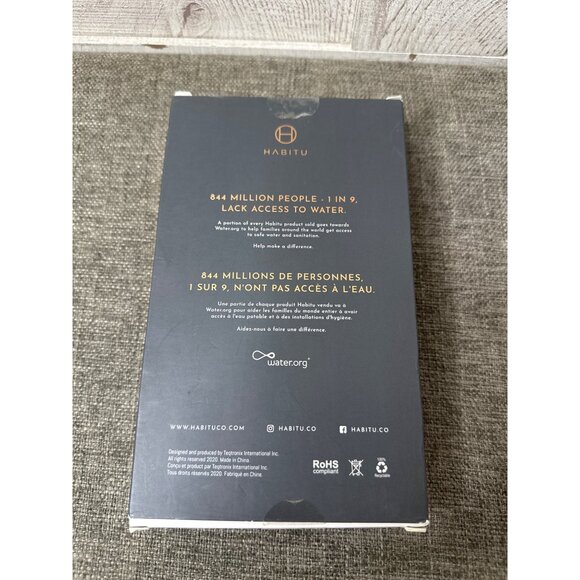 HABITU
844 MILLION PEOPLE - 1 IN 9,
LACK ACCESS TO WATER.
A portion of every Habitu product sold goes towards
Water.org to help families around the world get access
to safe water and sanitation.
Help make a difference.
844 MILLIONS DE PERSONNES,
1 SUR 9, N'ONT PAS ACCÈS À L'EAU.
Une partie de chaque produit Habitu vendu va à
Water.org pour aider les familles du monde entier à avoir
accès à l'eau potable et à des installations d'hygiène.
Aidez-nous à faire une différence.
water.org®
WWW.HABITUCO.COM HABITU.CO HABITU.CO
Designed and produced by Teqtronix International Inc.
All rights reserved 2020. Made in China.
Conçu et produit par Teqtronix International Inc.
Tous droits réservés 2020. Fabriqué en Chine.
RoHS
compliant
100%
Recyclable